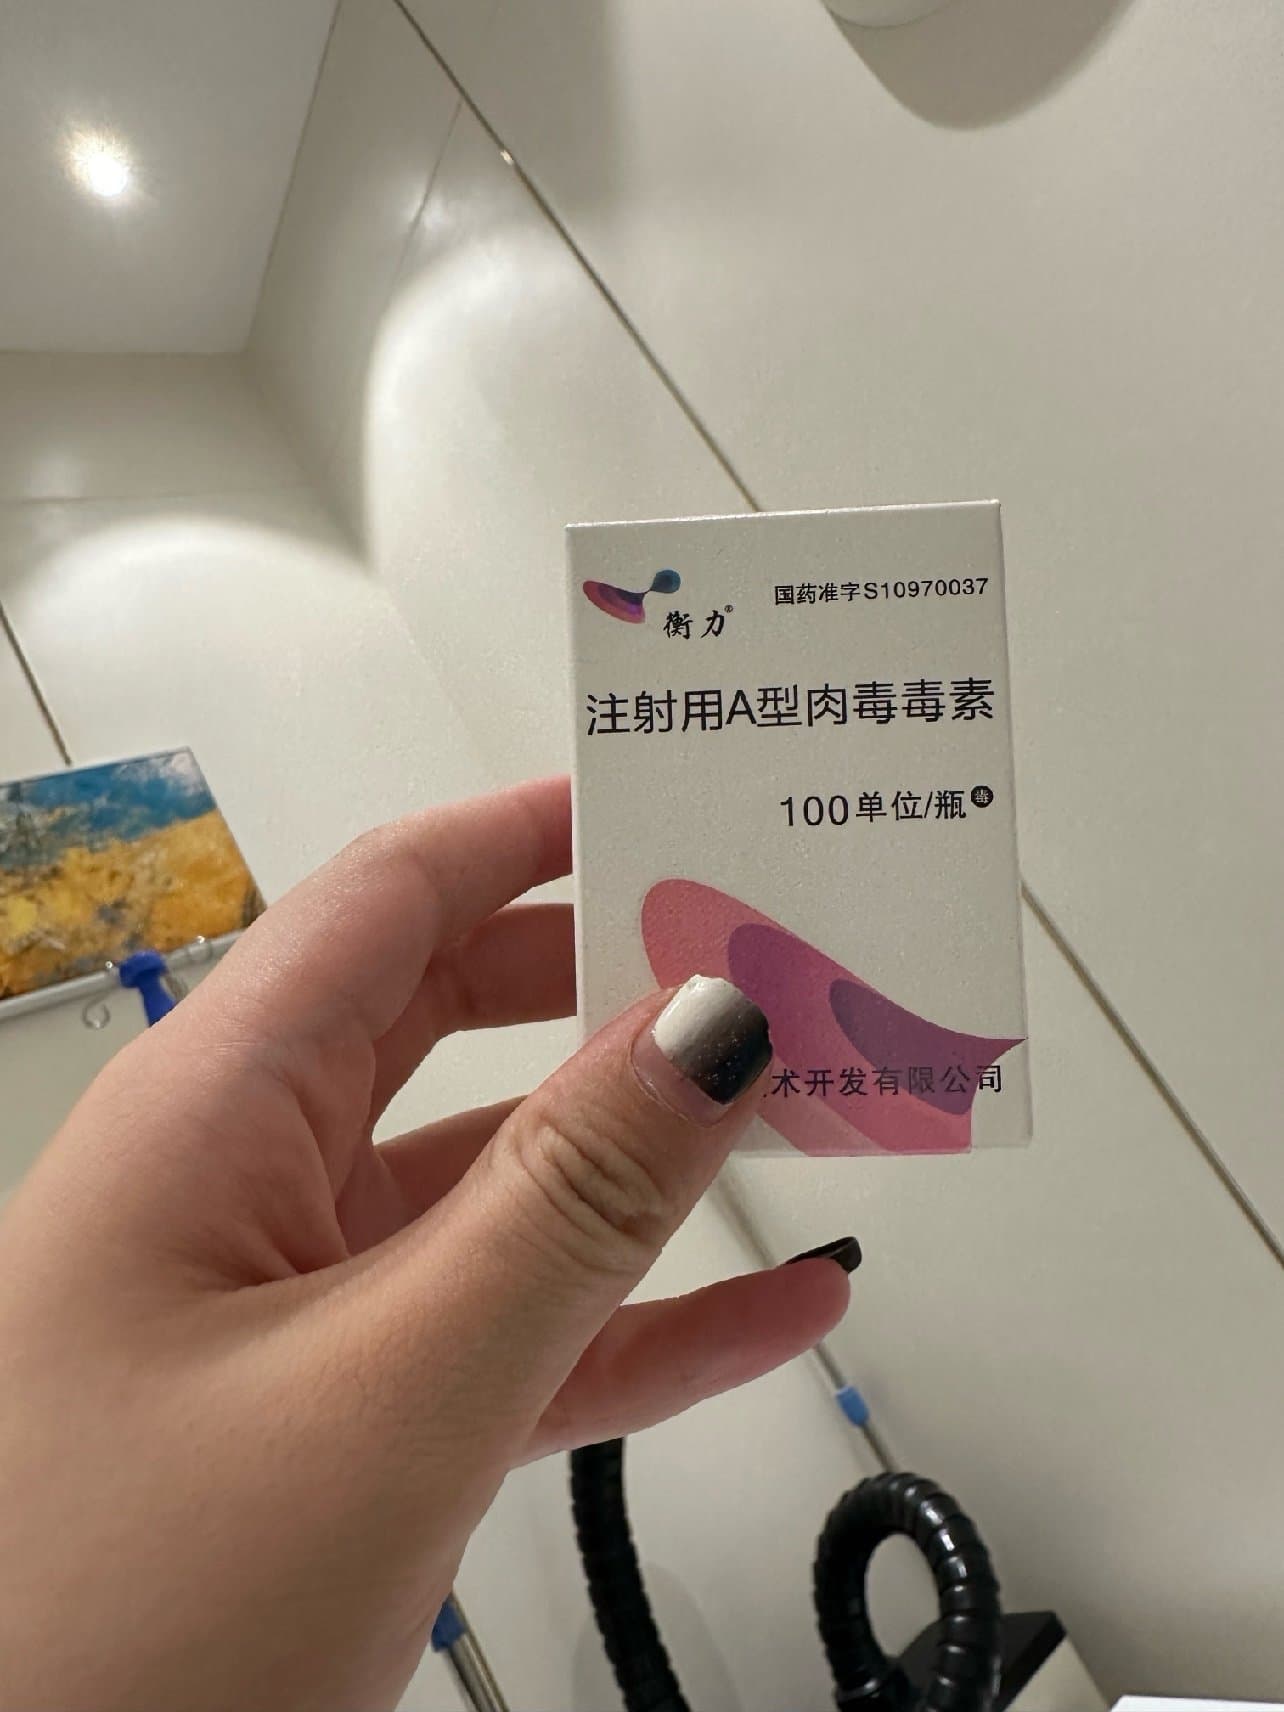 国药准字S10970037
衡力®
注射用A型肉毒毒素
100单位/瓶 毒
术开发有限公司